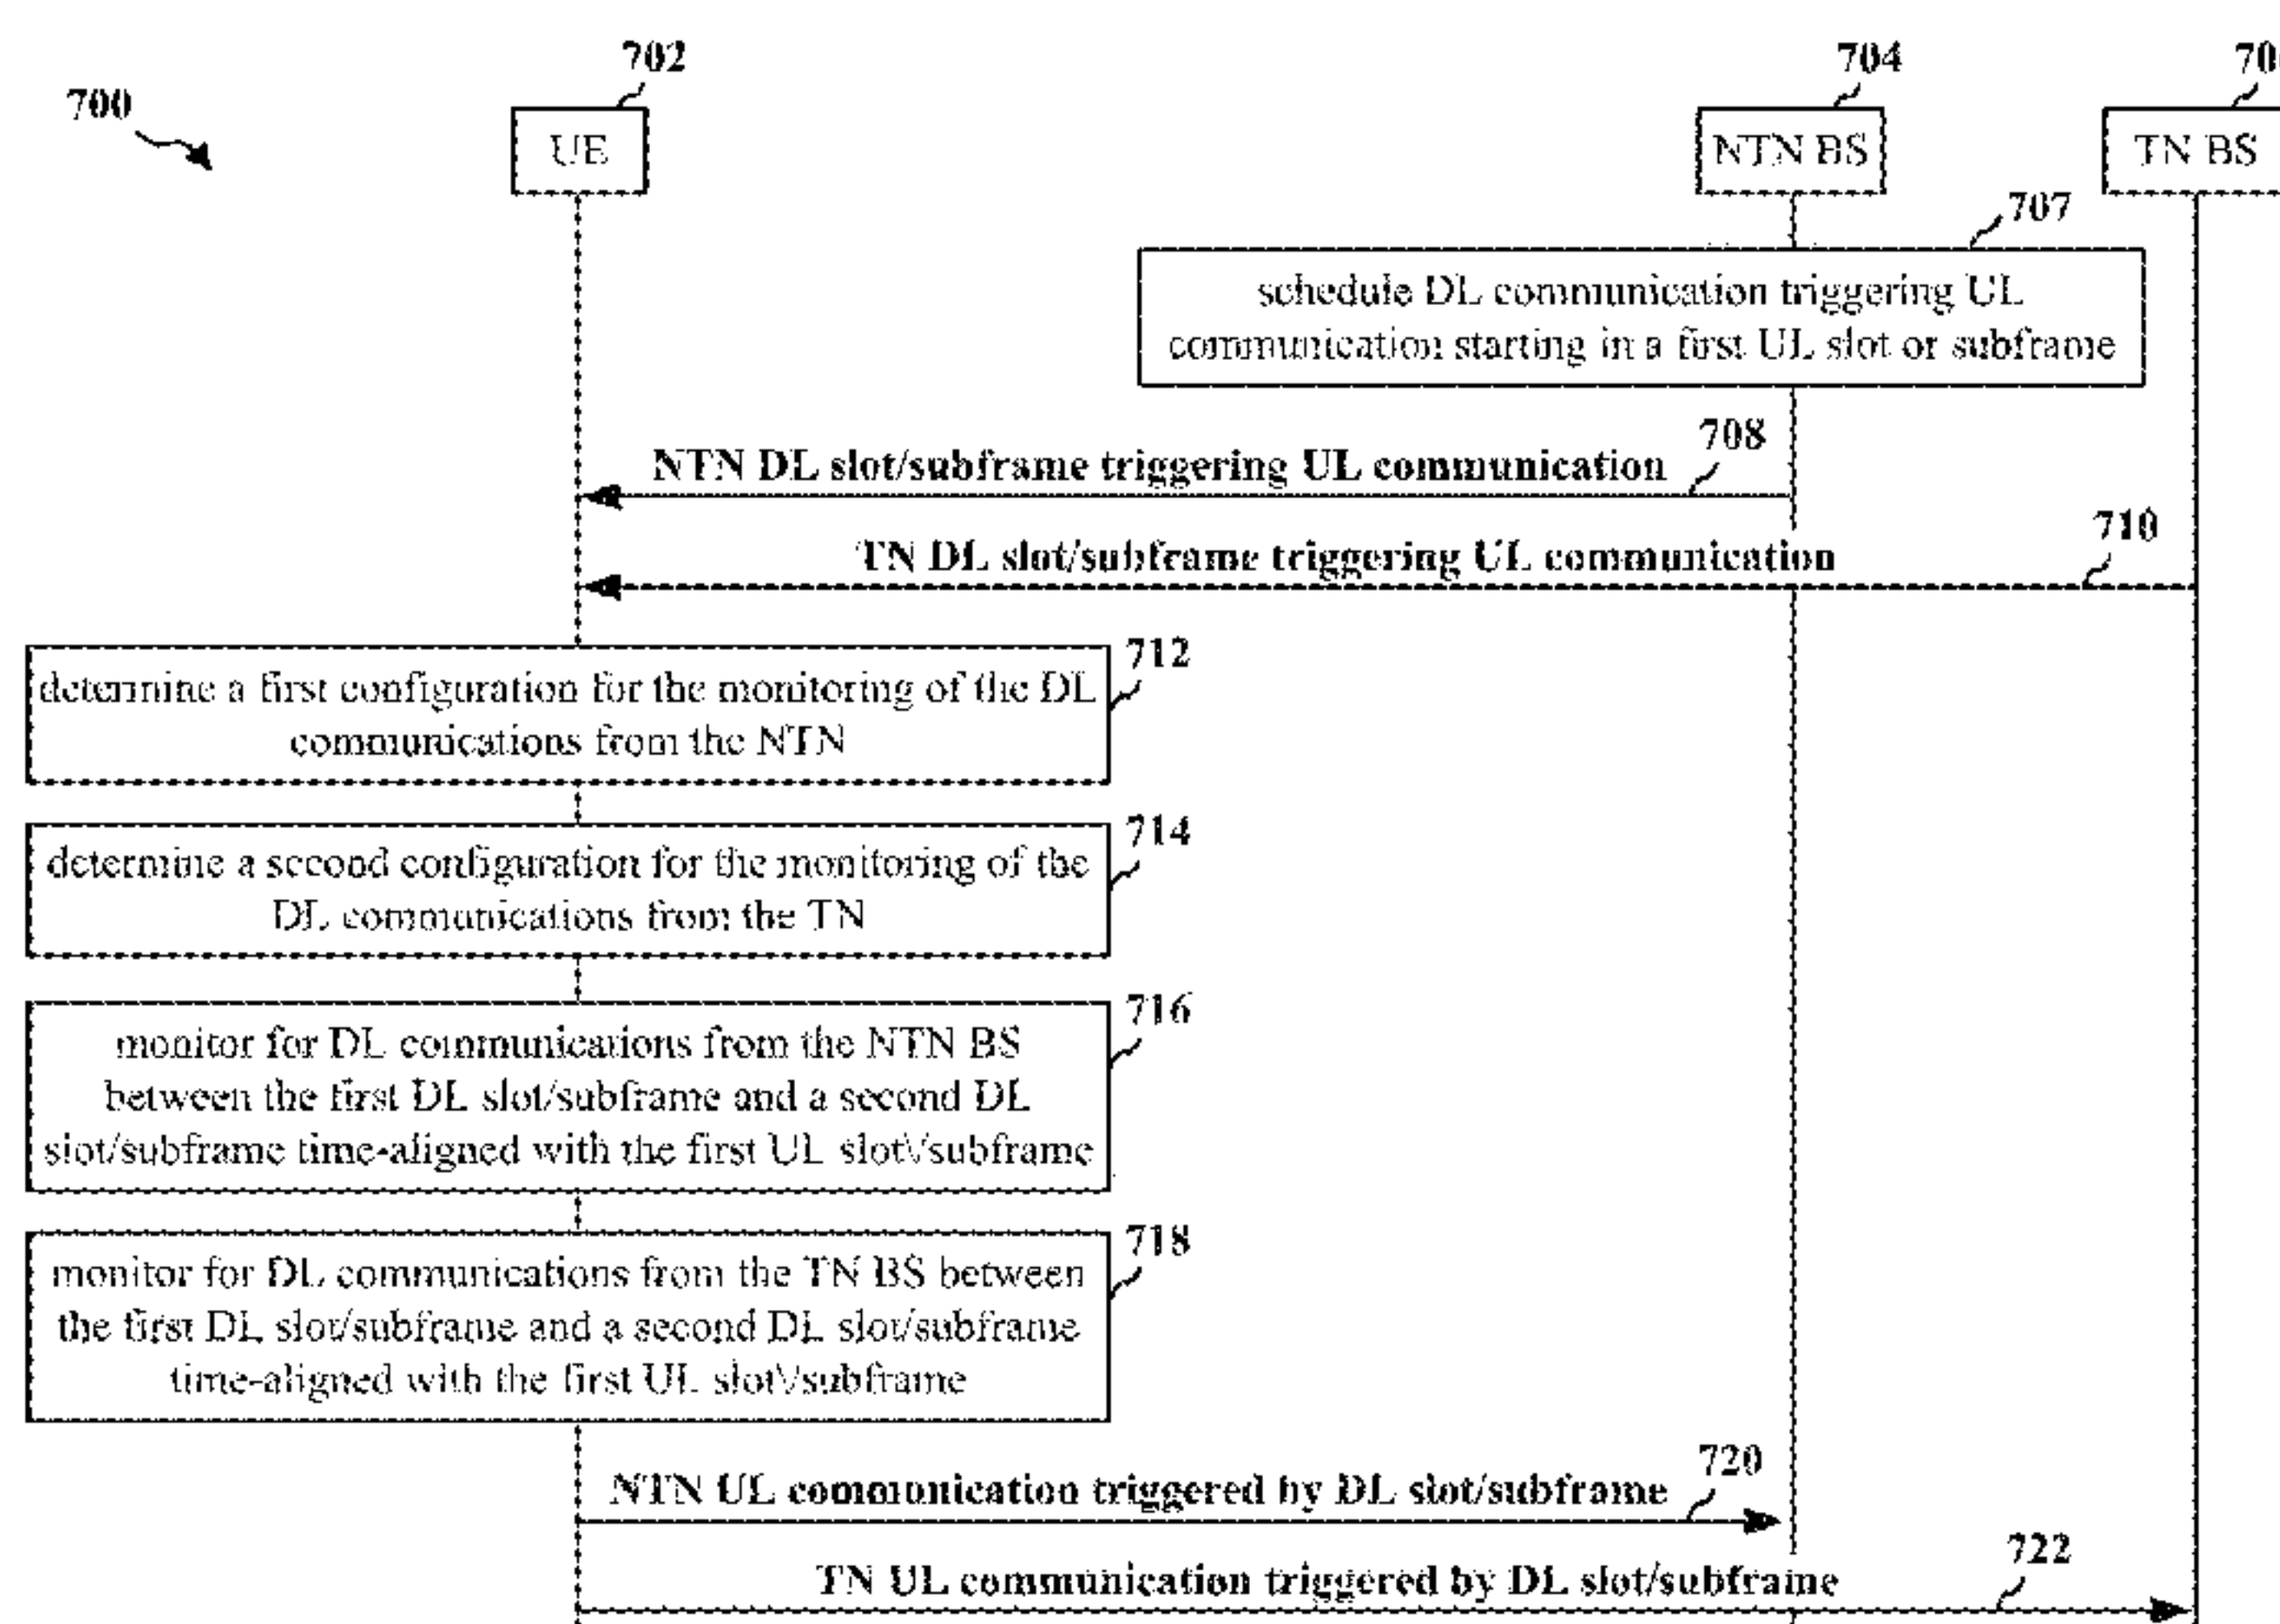 702
704
700
UE
NTN BS
TN BS
707
schedule DL communication triggering UL
communication starting in a first UL slot or subframe
708
NTN DL slot/subframe triggering UL communication
710
TN DL slot/subframe triggering UL communication
712
determine a first configuration for the monitoring of the DL
communications from the NTN
714
determine a second configuration for the monitoring of the
DL communications from the TN
716
monitor for DL communications from the NTN BS
between the first DL slot/subframe and a second DL
slot/subframe time-aligned with the first UL slot\/subframe
718
monitor for DL communications from the TN BS between
the first DL slot/subframe and a second DL slot/subframe
time-aligned with the first UL slot\/subframe
720
NTN UL communication triggered by DL slot/subframe
722
TN UL communication triggered by DL slot/subframe